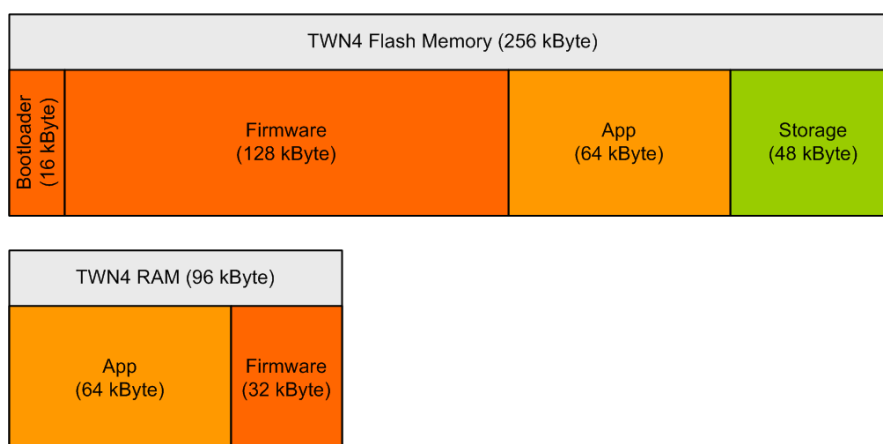 TWN4 Flash Memory (256 kByte)
Bootloader
(16 kByte)
Firmware
(128 kByte)
App
(64 kByte)
Storage
(48 kByte)
TWN4 RAM (96 kByte)
App
(64 kByte)
Firmware
(32 kByte)